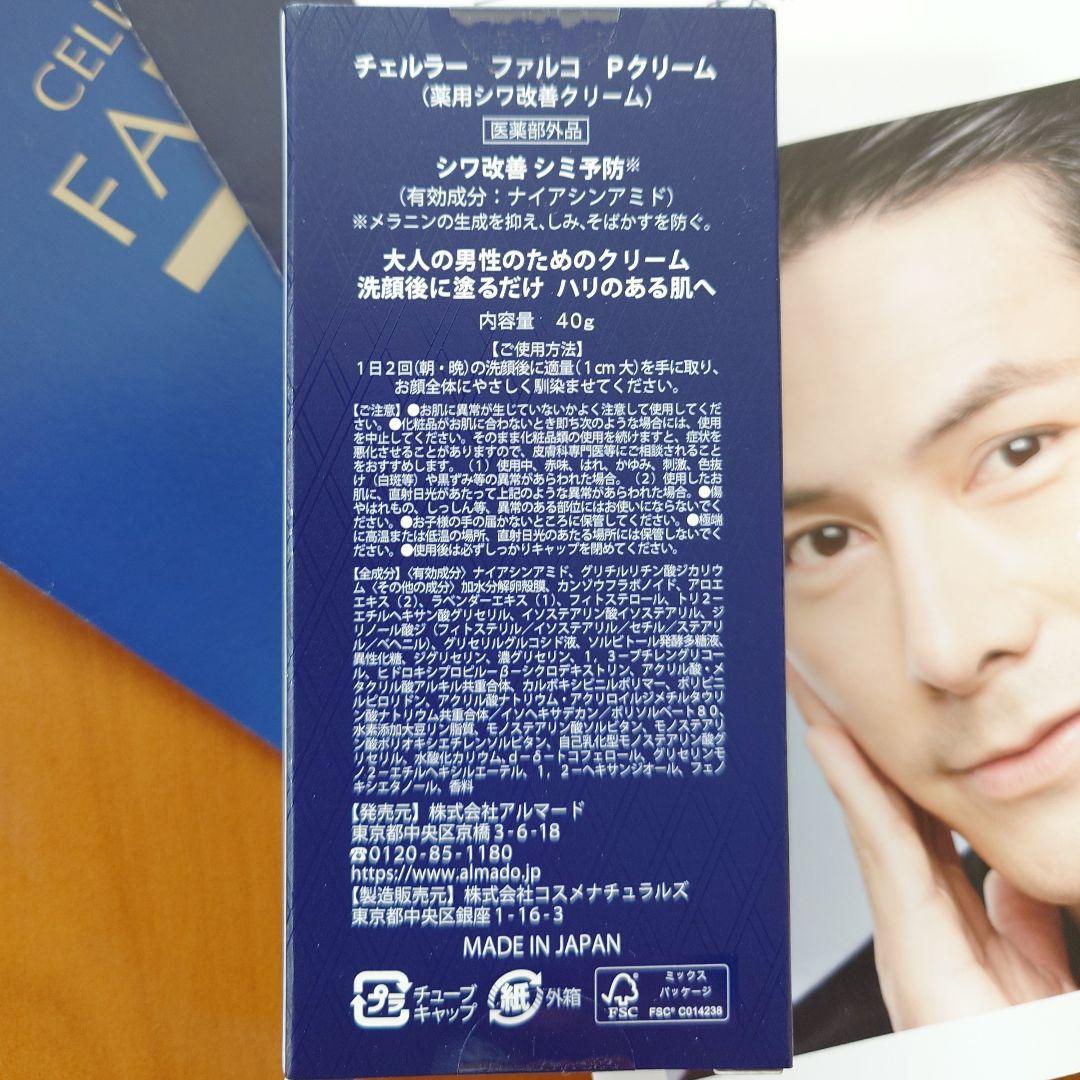 CELL
FA
チェルラー ファルコ Pクリーム
（薬用シワ改善クリーム）
医薬部外品
シワ改善 シミ予防※
（有効成分：ナイアシンアミド）
※メラニンの生成を抑え、しみ、そばかすを防ぐ。
大人の男性のためのクリーム
洗顔後に塗るだけ ハリのある肌へ
内容量 40g
【ご使用方法】
1日2回（朝・晩）の洗顔後に適量（1cm大）を手に取り、
お顔全体にやさしく馴染ませてください。
【ご注意】●お肌に異常が生じていないかよく注意して使用してくだ
さい。●化粧品がお肌に合わないとき即ち次のような場合には、使用
を中止してください。そのまま化粧品類の使用を続けますと、症状を
悪化させることがありますので、皮膚科専門医等にご相談されること
をおすすめします。（1）使用中、赤味、はれ、かゆみ、刺激、色抜
け（白斑等）や黒ずみ等の異常があらわれた場合。（2）使用したお
肌に、直射日光があたって上記のような異常があらわれた場合。●傷
やはれもの、しっしん等、異常のある部位にはお使いにならないでく
ださい。●お子様の手の届かないところに保管してください。●極端
に高温または低温の場所、直射日光のあたる場所には保管しないでく
ださい。●使用後は必ずしっかりキャップを閉めてください。
【全成分】〈有効成分〉ナイアシンアミド、グリチルリチン酸ジカリウ
ム〈その他の成分〉加水分解卵殻膜、カンゾウフラボノイド、アロエ
エキス（2）、ラベンダーエキス（1）、フィトステロール、トリ2－
エチルヘキサン酸グリセリル、イソステアリン酸イソステアリル、ジ
リノール酸ジ（フィトステリル／イソステアリル／セチル／ステアリ
ル／ベヘニル）、グリセリルグルコシド液、ソルビトール発酵多糖液、
異性化糖、ジグリセリン、濃グリセリン、1，3－ブチレングリコー
ル、ヒドロキシプロピル－β－シクロデキストリン、アクリル酸・メ
タクリル酸アルキル共重合体、カルボキシビニルポリマー、ポリビニ
ルピロリドン、アクリル酸ナトリウム・アクリロイルジメチルタウリ
ン酸ナトリウム共重合体／イソヘキサデカン／ポリソルベート80、
水素添加大豆リン脂質、モノステアリン酸ソルビタン、モノステアリ
ン酸ポリオキシエチレンソルビタン、自己乳化型モノステアリン酸グ
リセリル、水酸化カリウム、d－δ－トコフェロール、グリセリンモ
ノ2－エチルヘキシルエーテル、1，2－ヘキサンジオール、フェノ
キシエタノール、香料
【発売元】株式会社アルマード
東京都中央区京橋3-6-18
☎0120-85-1180
https://www.almado.jp
【製造販売元】株式会社コスメナチュラルズ
東京都中央区銀座1-16-3
MADE IN JAPAN
プラ チューブ キャップ
紙 外箱
FSC ミックス
パッケージ
FSC® C014238